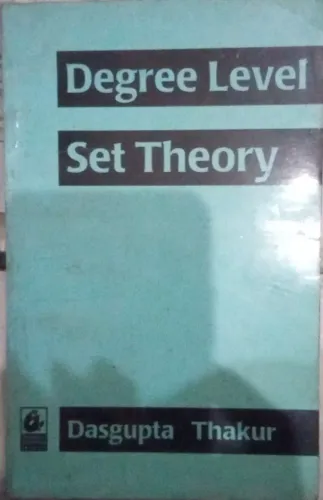 Degree Level
Set Theory
Dasgupta Thakur